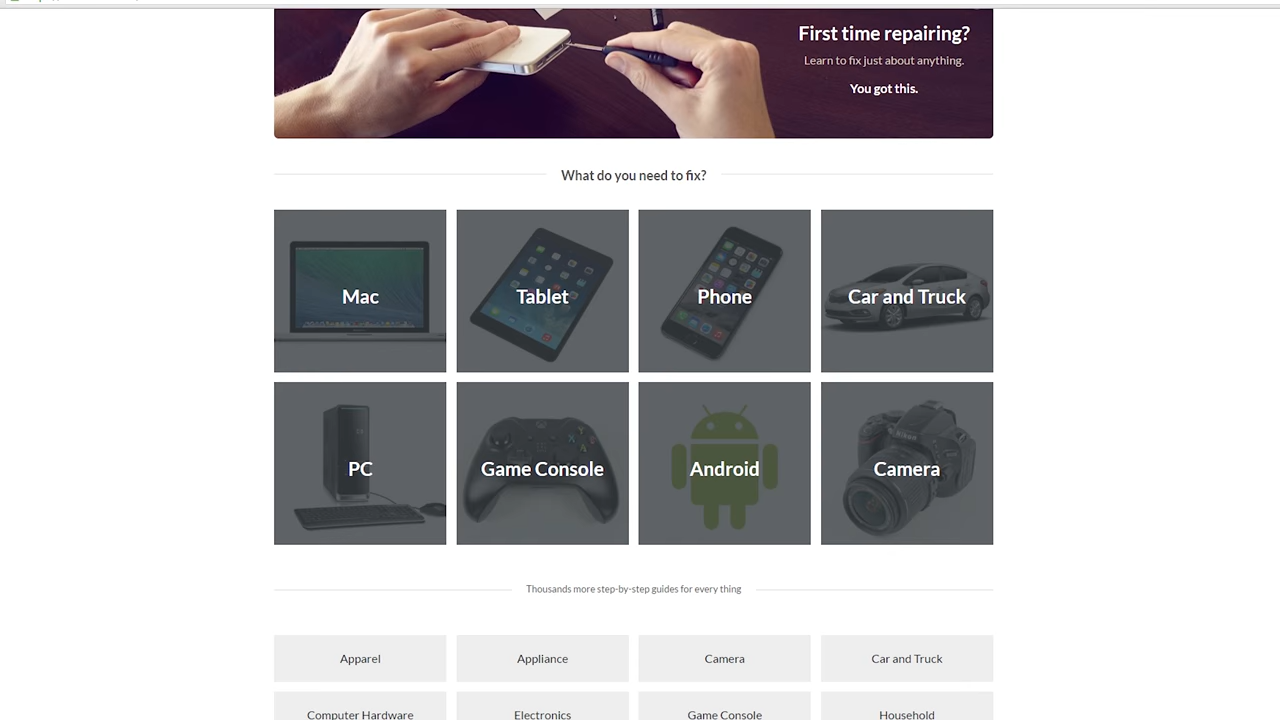 First time repairing?
Learn to fix just about anything.
You got this.
What do you need to fix?
Mac
Tablet
Phone
Car and Truck
PC
Game Console
Android
Camera
Thousands more step-by-step guides for every thing
Apparel
Appliance
Camera
Car and Truck
Computer Hardware
Electronics
Game Console
Household